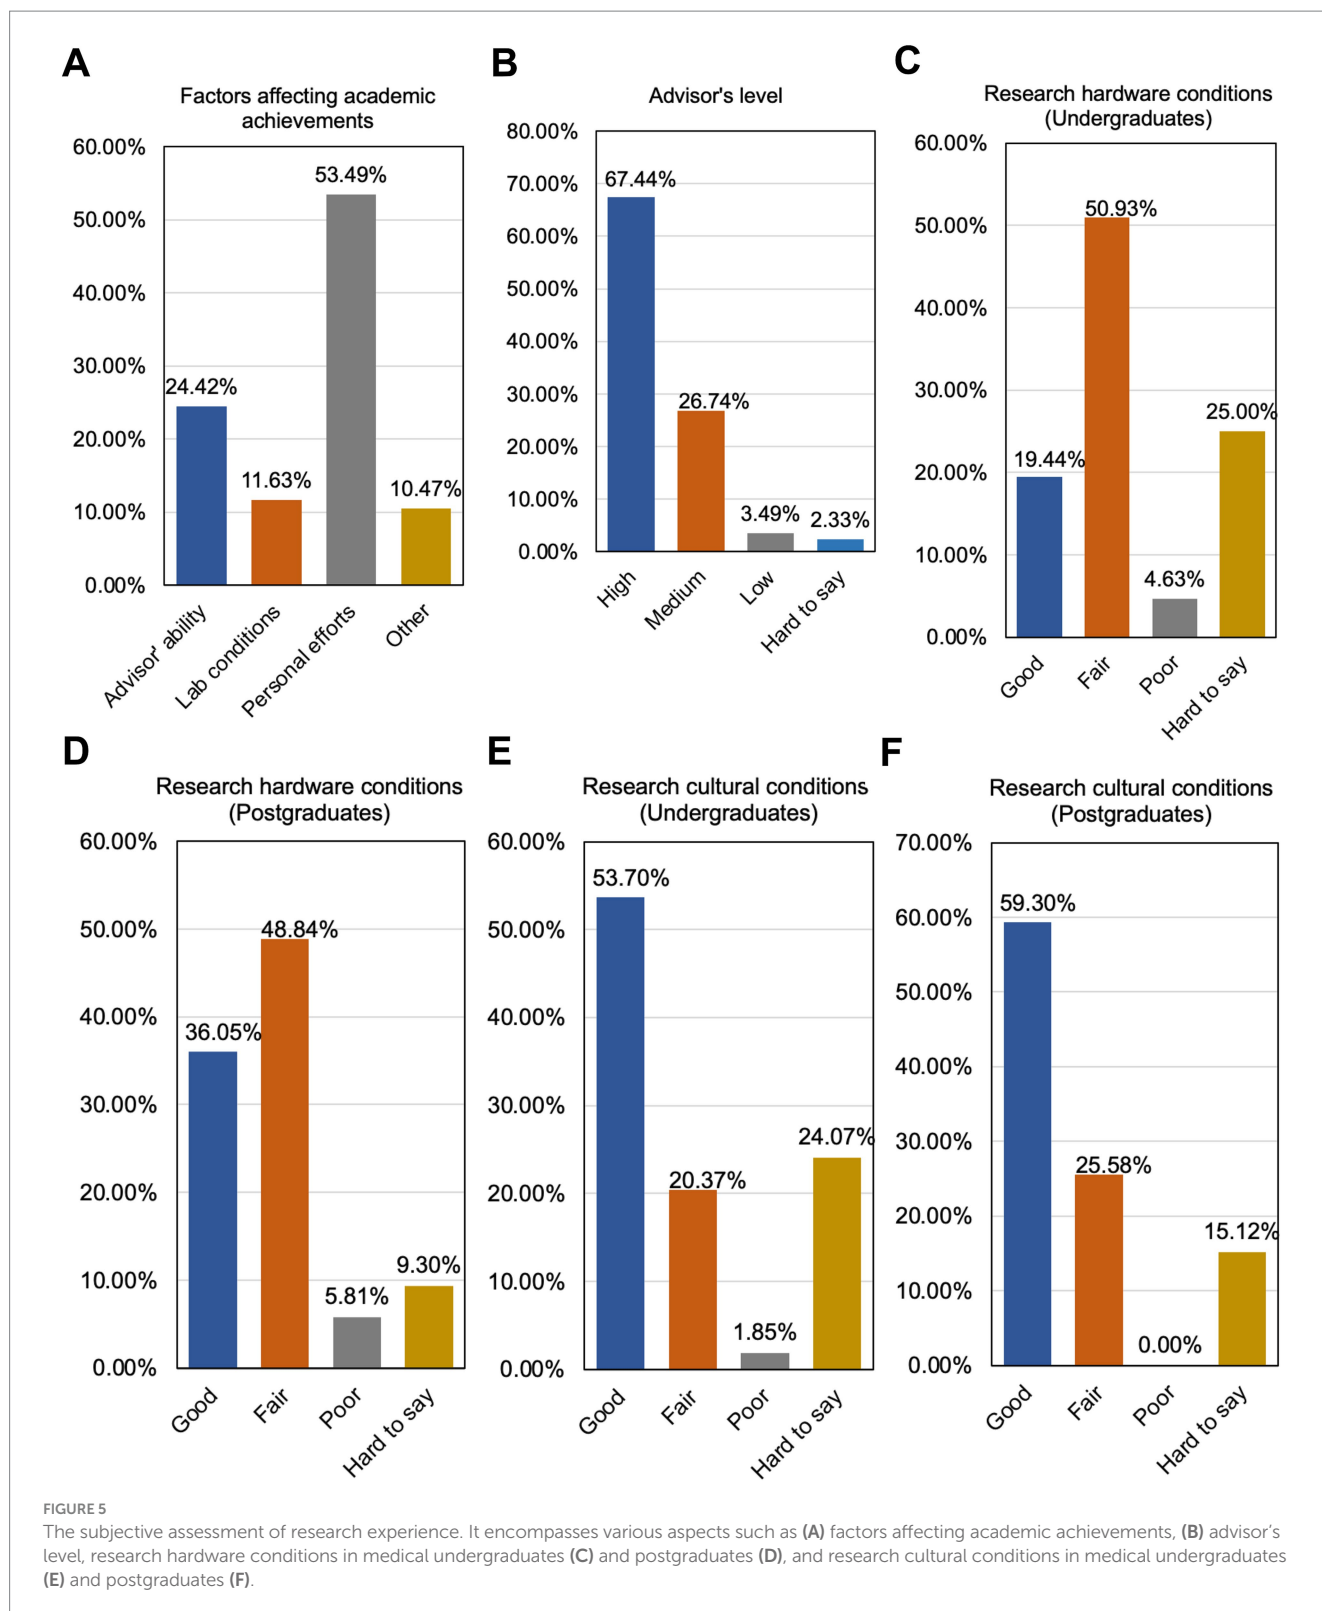 A
Factors affecting academic
achievements
60.00%
50.00%
40.00%
30.00%
20.00%
10.00%
0.00%
24.42%
11.63%
53.49%
10.47%
Advisor' ability
Lab conditions
Personal efforts
Other
B
Advisor's level
80.00%
70.00%
60.00%
50.00%
40.00%
30.00%
20.00%
10.00%
0.00%
67.44%
26.74%
3.49%
2.33%
High
Medium
Low
Hard to say
C
Research hardware conditions
(Undergraduates)
60.00%
50.00%
40.00%
30.00%
20.00%
10.00%
0.00%
19.44%
50.93%
4.63%
25.00%
Good
Fair
Poor
Hard to say
D
Research hardware conditions
(Postgraduates)
60.00%
50.00%
40.00%
30.00%
20.00%
10.00%
0.00%
36.05%
48.84%
5.81%
9.30%
Good
Fair
Poor
Hard to say
E
Research cultural conditions
(Undergraduates)
60.00%
50.00%
40.00%
30.00%
20.00%
10.00%
0.00%
53.70%
20.37%
1.85%
24.07%
Good
Fair
Poor
Hard to say
F
Research cultural conditions
(Postgraduates)
70.00%
60.00%
50.00%
40.00%
30.00%
20.00%
10.00%
0.00%
59.30%
25.58%
0.00%
15.12%
Good
Fair
Poor
Hard to say
FIGURE 5
The subjective assessment of research experience. It encompasses various aspects such as (A) factors affecting academic achievements, (B) advisor's
level, research hardware conditions in medical undergraduates (C) and postgraduates (D), and research cultural conditions in medical undergraduates
(E) and postgraduates (F).